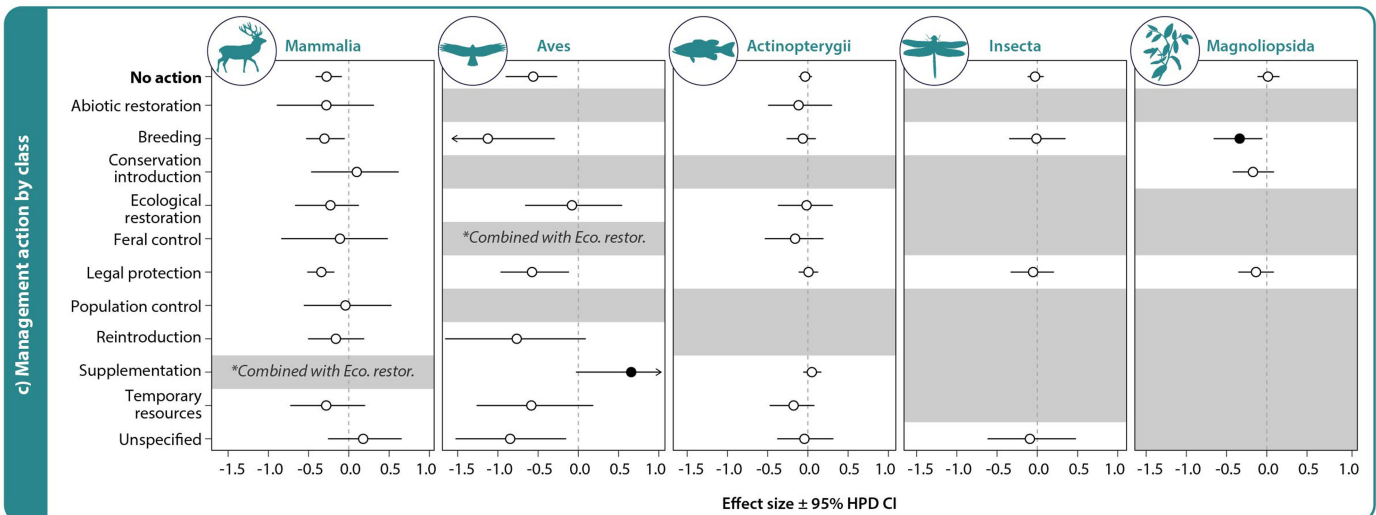 c) Management action by class
Mammalia
Aves
Actinopterygii
Insecta
Magnoliopsida
No action
Abiotic restoration
Breeding
Conservation
introduction
Ecological
restoration
Feral control
*Combined with Eco. restor.
Legal protection
Population control
Reintroduction
Supplementation
*Combined with Eco. restor.
Temporary
resources
Unspecified
-1.5 -1.0 -0.5 0.0 0.5 1.0
-1.5 -1.0 -0.5 0.0 0.5 1.0
-1.5 -1.0 -0.5 0.0 0.5 1.0
-1.5 -1.0 -0.5 0.0 0.5 1.0
-1.5 -1.0 -0.5 0.0 0.5 1.0
Effect size ± 95% HPD CI